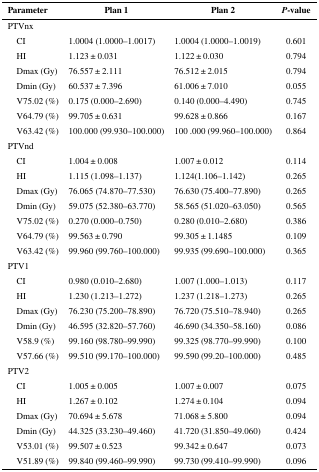 Parameter Plan 1 Plan 2 P-value
PTVnx
CI 1.0004 (1.0000–1.0017) 1.0004 (1.0000–1.0019) 0.601
HI 1.123 ± 0.031 1.122 ± 0.030 0.794
Dmax (Gy) 76.557 ± 2.111 76.512 ± 2.015 0.794
Dmin (Gy) 60.537 ± 7.396 61.006 ± 7.010 0.055
V75.02 (%) 0.175 (0.000–2.690) 0.140 (0.000–4.490) 0.745
V64.79 (%) 99.705 ± 0.631 99.628 ± 0.866 0.167
V63.42 (%) 100.000 (99.930–100.000) 100 .000 (99.960–100.000) 0.864
PTVnd
CI 1.004 ± 0.008 1.007 ± 0.012 0.114
HI 1.115 (1.098–1.137) 1.124(1.106–1.142) 0.265
Dmax (Gy) 76.065 (74.870–77.530) 76.630 (75.400–77.890) 0.265
Dmin (Gy) 59.075 (52.380–63.770) 58.565 (51.020–63.050) 0.565
V75.02 (%) 0.270 (0.000–0.750) 0.280 (0.010–2.680) 0.386
V64.79 (%) 99.563 ± 0.790 99.305 ± 1.1485 0.109
V63.42 (%) 99.960 (99.760–100.000) 99.935 (99.690–100.000) 0.365
PTV1
CI 0.980 (0.010–2.680) 1.007 (1.000–1.013) 0.117
HI 1.230 (1.213–1.272) 1.237 (1.218–1.273) 0.265
Dmax (Gy) 76.230 (75.200–78.890) 76.720 (75.510–78.940) 0.265
Dmin (Gy) 46.595 (32.820–57.760) 46.690 (34.350–58.160) 0.086
V58.9 (%) 99.160 (98.780–99.990) 99.325 (98.770–99.990) 0.100
V57.66 (%) 99.510 (99.170–100.000) 99.590 (99.20–100.000) 0.485
PTV2
CI 1.005 ± 0.005 1.007 ± 0.007 0.075
HI 1.267 ± 0.102 1.274 ± 0.104 0.094
Dmax (Gy) 70.694 ± 5.678 71.068 ± 5.800 0.094
Dmin (Gy) 44.325 (33.230–49.460) 41.720 (31.850–49.060) 0.424
V53.01 (%) 99.507 ± 0.523 99.342 ± 0.647 0.073
V51.89 (%) 99.840 (99.460–99.990) 99.730 (99.410–99.990) 0.096